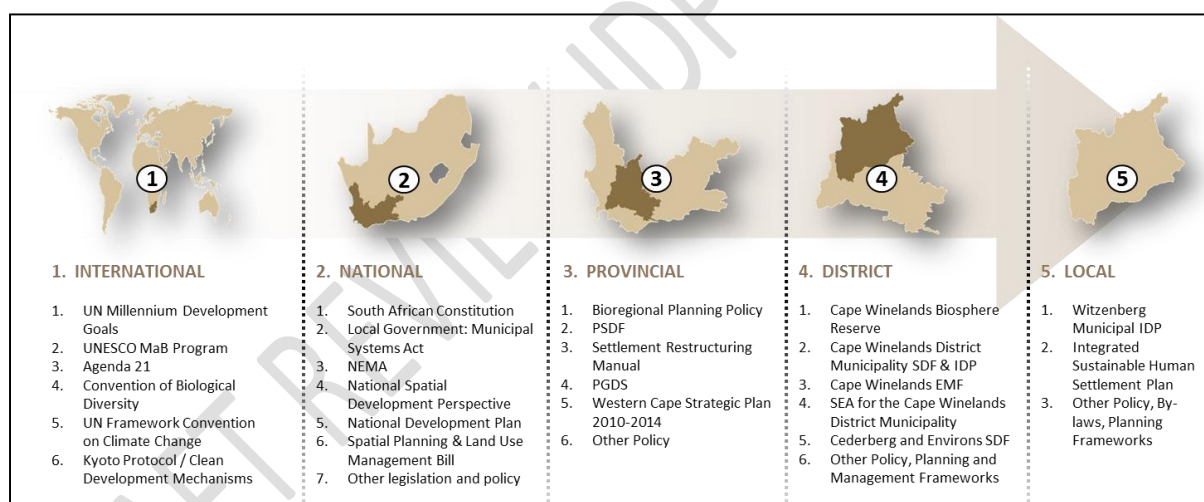 DRAFT REVIEW IDP
1
2
3
4
5
1. INTERNATIONAL
1. UN Millennium Development
Goals
2. UNESCO MaB Program
3. Agenda 21
4. Convention of Biological
Diversity
5. UN Framework Convention
on Climate Change
6. Kyoto Protocol / Clean
Development Mechanisms
2. NATIONAL
1. South African Constitution
2. Local Government: Municipal
Systems Act
3. NEMA
4. National Spatial
Development Perspective
5. National Development Plan
6. Spatial Planning & Land Use
Management Bill
7. Other legislation and policy
3. PROVINCIAL
1. Bioregional Planning Policy
2. PSDF
3. Settlement Restructuring
Manual
4. PGDS
5. Western Cape Strategic Plan
2010-2014
6. Other Policy
4. DISTRICT
1. Cape Winelands Biosphere
Reserve
2. Cape Winelands District
Municipality SDF & IDP
3. Cape Winelands EMF
4. SEA for the Cape Winelands
District Municipality
5. Cederberg and Environs SDF
6. Other Policy, Planning and
Management Frameworks
5. LOCAL
1. Witzenberg
Municipal IDP
2. Integrated
Sustainable Human
Settlement Plan
3. Other Policy, By-
laws, Planning
Frameworks